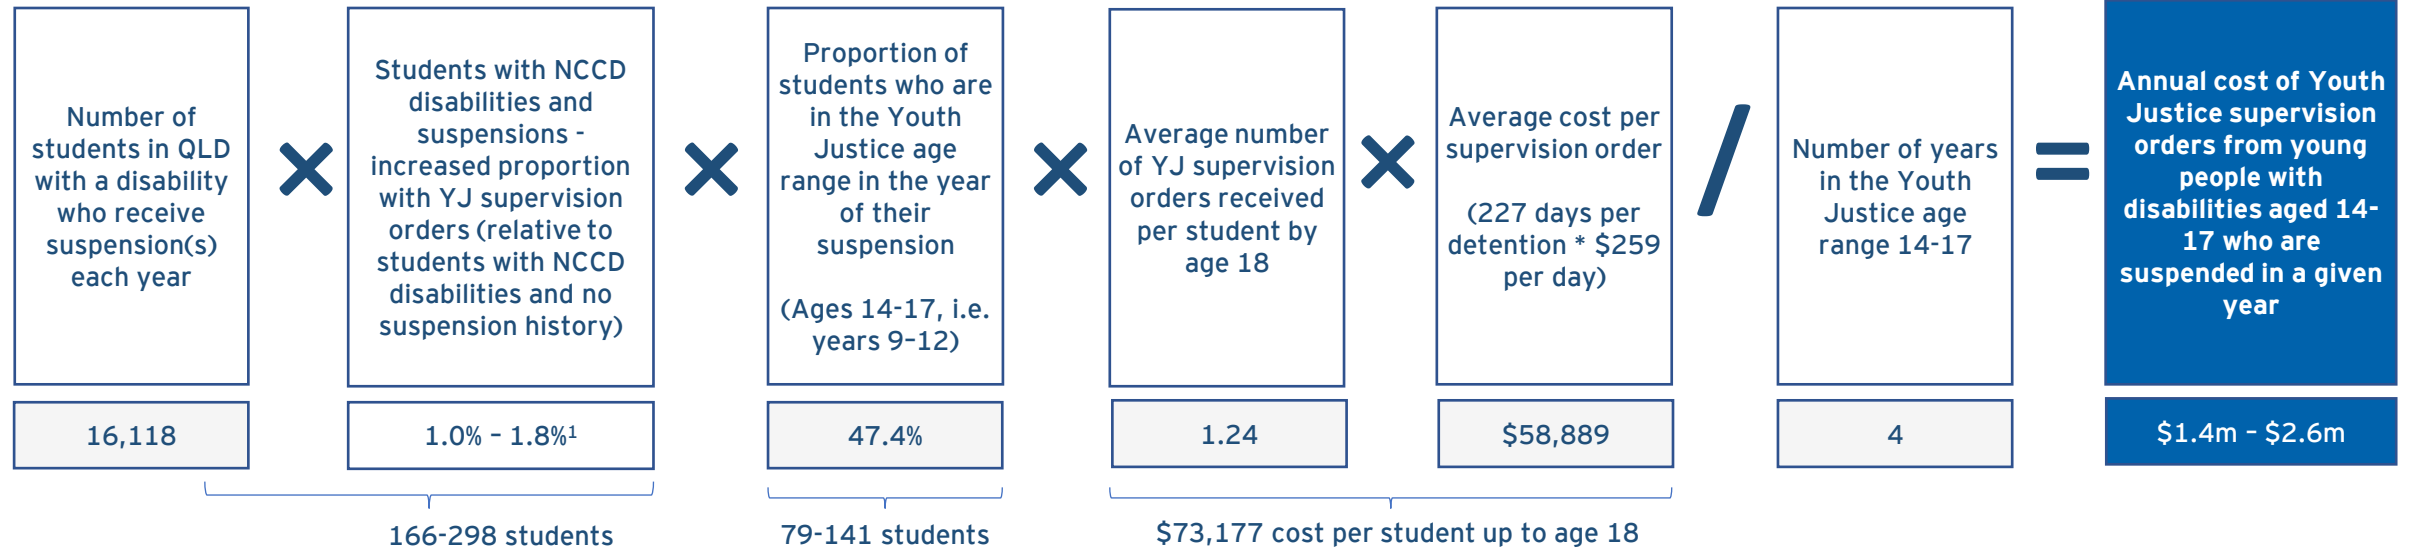 Number of
students in QLD
with a disability
who receive
suspension(s)
each year
×
Students with NCCD
disabilities and
suspensions -
increased proportion
with YJ supervision
orders (relative to
students with NCCD
disabilities and no
suspension history)
×
Proportion of
students who are
in the Youth
Justice age
range in the year
of their
suspension
(Ages 14-17, i.e.
years 9–12)
×
Average number
of YJ supervision
orders received
per student by
age 18
×
Average cost per
supervision order
(227 days per
detention * $259
per day)
/
Number of years
in the Youth
Justice age
range 14-17
=
Annual cost of Youth
Justice supervision
orders from young
people with
disabilities aged 14-
17 who are
suspended in a given
year
16,118
1.0% – 1.8%¹
47.4%
1.24
$58,889
4
$1.4m – $2.6m
166-298 students
79-141 students
$73,177 cost per student up to age 18